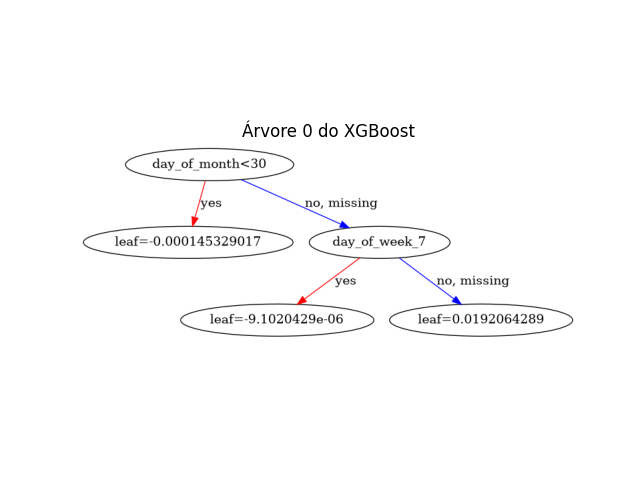 Árvore 0 do XGBoost
day_of_month<30
yes
no, missing
leaf=-0.000145329017
day_of_week_7
yes
no, missing
leaf=-9.1020429e-06
leaf=0.0192064289